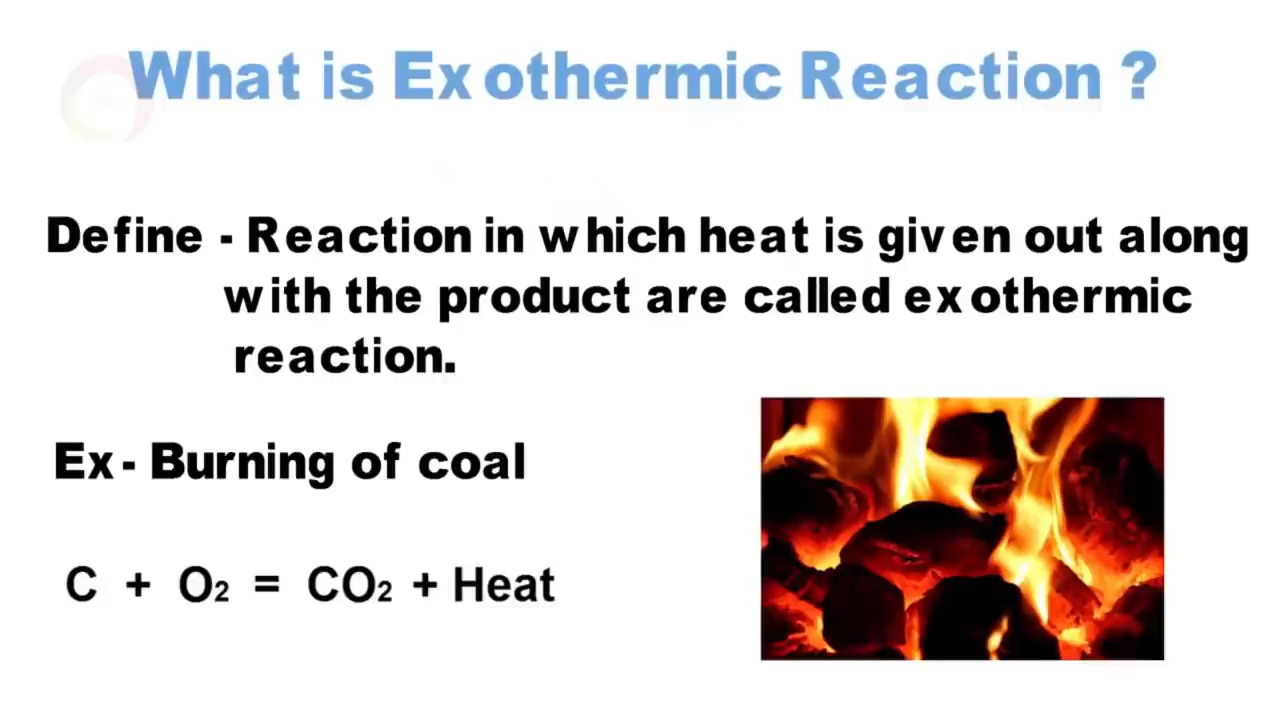 What is Exothermic Reaction ?
Define - Reaction in which heat is given out along
with the product are called exothermic
reaction.
Ex- Burning of coal
C + O2 = CO2 + Heat